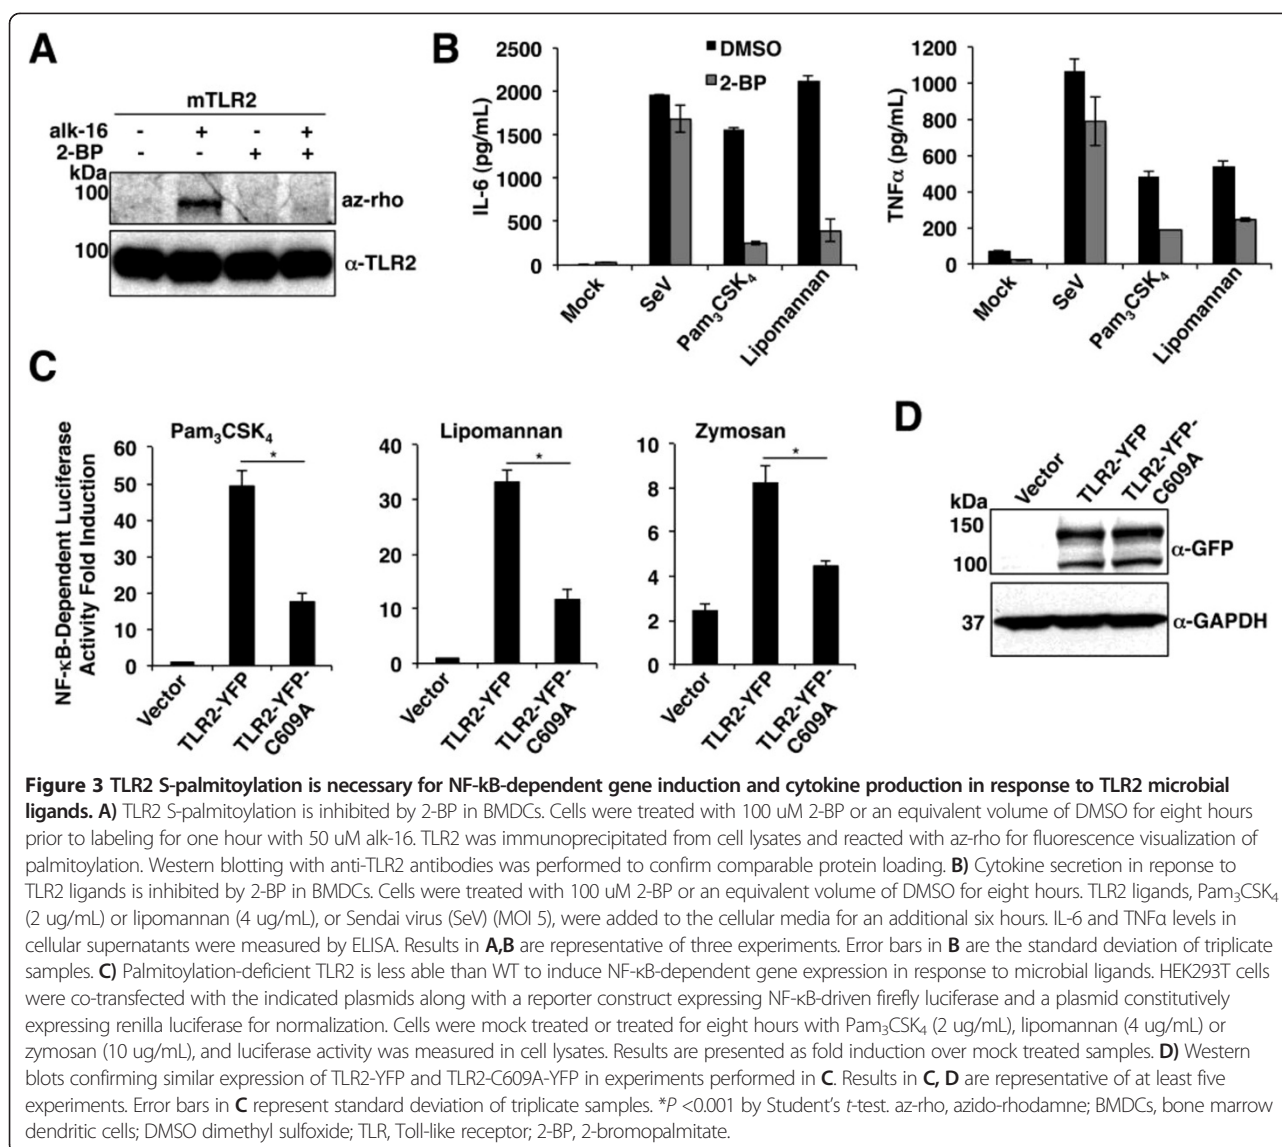 A
mTLR2
alk-16 - + - +
2-BP - - + +
kDa
100
az-rho
100
α-TLR2
B
DMSO
2-BP
IL-6 (pg/mL)
2500
2000
1500
1000
500
0
Mock
SeV
Pam₃CSK₄
Lipomannan
TNFα (pg/mL)
1200
1000
800
600
400
200
0
Mock
SeV
Pam₃CSK₄
Lipomannan
C
NF-κB-Dependent Luciferase
Activity Fold Induction
Pam₃CSK₄
60
50
40
30
20
10
0
*
Vector
TLR2-YFP
TLR2-YFP-
C609A
Lipomannan
40
30
20
10
0
*
Vector
TLR2-YFP
TLR2-YFP-
C609A
Zymosan
10
8
6
4
2
0
*
Vector
TLR2-YFP
TLR2-YFP-
C609A
D
Vector
TLR2-YFP
TLR2-YFP-
C609A
kDa
150
100
α-GFP
37
α-GAPDH
Figure 3 TLR2 S-palmitoylation is necessary for NF-kB-dependent gene induction and cytokine production in response to TLR2 microbial
ligands. A) TLR2 S-palmitoylation is inhibited by 2-BP in BMDCs. Cells were treated with 100 uM 2-BP or an equivalent volume of DMSO for eight hours
prior to labeling for one hour with 50 uM alk-16. TLR2 was immunoprecipitated from cell lysates and reacted with az-rho for fluorescence visualization of
palmitoylation. Western blotting with anti-TLR2 antibodies was performed to confirm comparable protein loading. B) Cytokine secretion in reponse to
TLR2 ligands is inhibited by 2-BP in BMDCs. Cells were treated with 100 uM 2-BP or an equivalent volume of DMSO for eight hours. TLR2 ligands, Pam₃CSK₄
(2 ug/mL) or lipomannan (4 ug/mL), or Sendai virus (SeV) (MOI 5), were added to the cellular media for an additional six hours. IL-6 and TNFα levels in
cellular supernatants were measured by ELISA. Results in A,B are representative of three experiments. Error bars in B are the standard deviation of triplicate
samples. C) Palmitoylation-deficient TLR2 is less able than WT to induce NF-κB-dependent gene expression in response to microbial ligands. HEK293T cells
were co-transfected with the indicated plasmids along with a reporter construct expressing NF-κB-driven firefly luciferase and a plasmid constitutively
expressing renilla luciferase for normalization. Cells were mock treated or treated for eight hours with Pam₃CSK₄ (2 ug/mL), lipomannan (4 ug/mL) or
zymosan (10 ug/mL), and luciferase activity was measured in cell lysates. Results are presented as fold induction over mock treated samples. D) Western
blots confirming similar expression of TLR2-YFP and TLR2-C609A-YFP in experiments performed in C. Results in C, D are representative of at least five
experiments. Error bars in C represent standard deviation of triplicate samples. *P <0.001 by Student's t-test. az-rho, azido-rhodamne; BMDCs, bone marrow
dendritic cells; DMSO dimethyl sulfoxide; TLR, Toll-like receptor; 2-BP, 2-bromopalmitate.